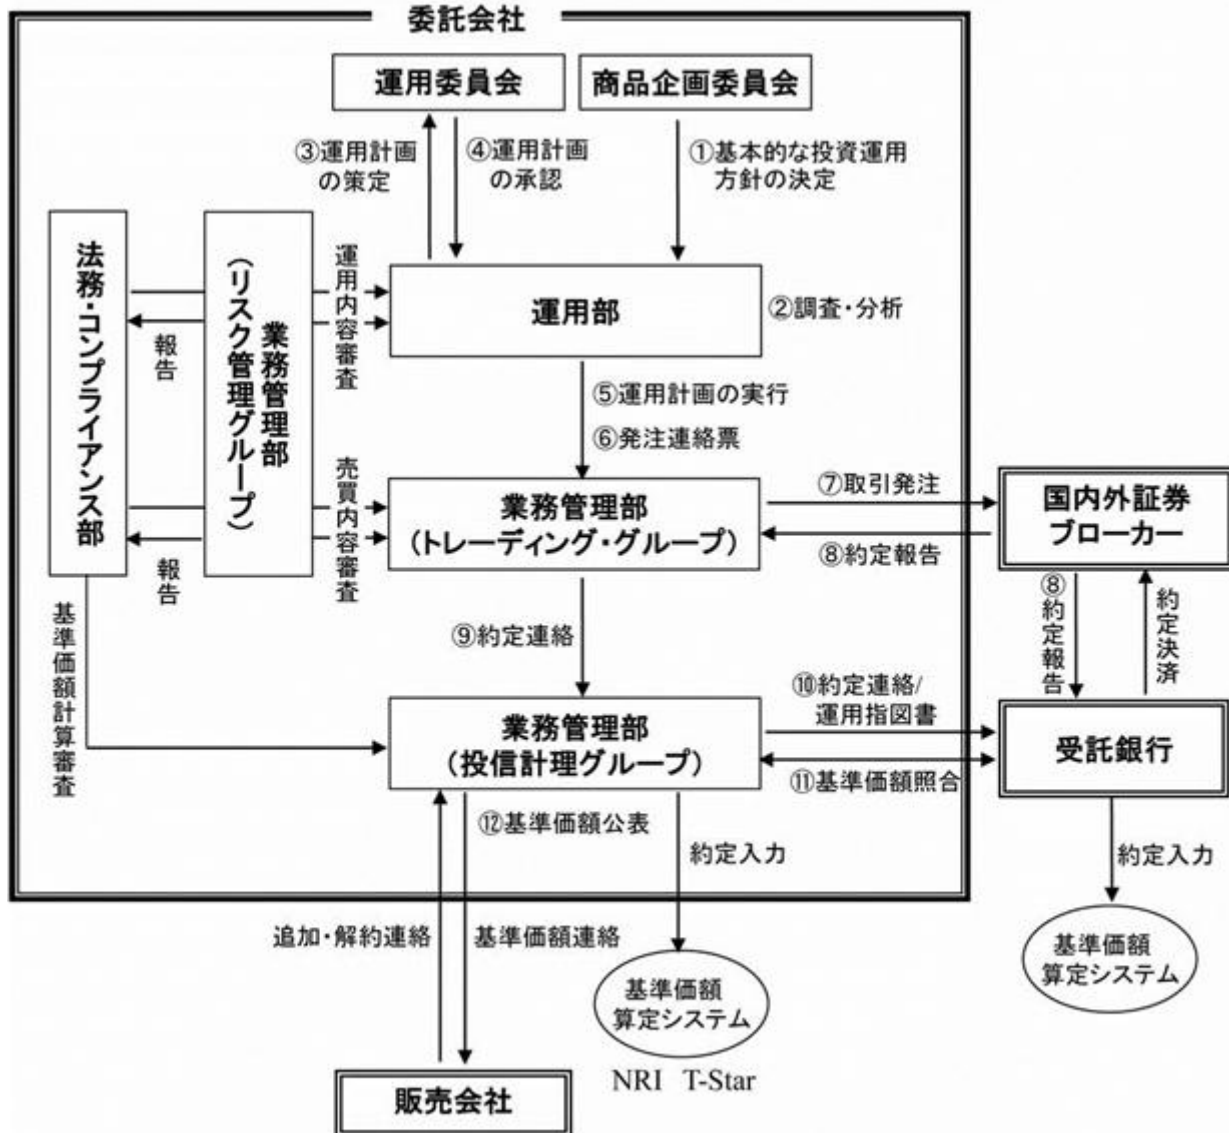 委託会社
運用委員会
商品企画委員会
③運用計画
の策定
④運用計画
の承認
①基本的な投資運用
方針の決定
法務・コンプライアンス部
業務管理部
（リスク管理グループ）
運用内容審査
報告
運用部
②調査・分析
⑤運用計画の実行
⑥発注連絡票
売買内容審査
報告
業務管理部
（トレーディング・グループ）
⑦取引発注
⑧約定報告
国内外証券
ブローカー
⑧約定報告
約定決済
基準価額計算審査
⑨約定連絡
業務管理部
（投信計理グループ）
⑩約定連絡/
運用指図書
⑪基準価額照合
受託銀行
⑫基準価額公表
約定入力
約定入力
追加・解約連絡
基準価額連絡
基準価額
算定システム
NRI T-Star
基準価額
算定システム
販売会社